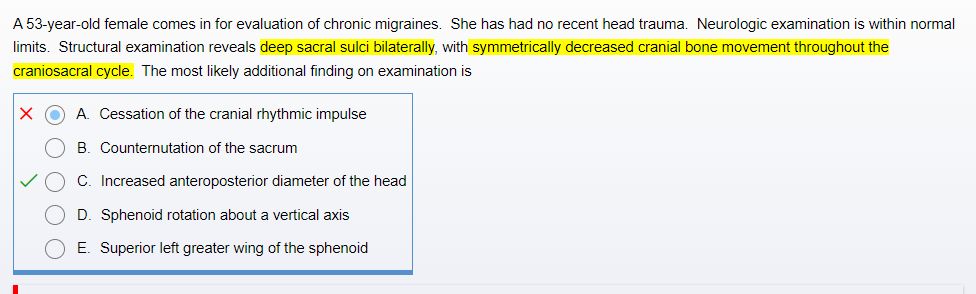 A 53-year-old female comes in for evaluation of chronic migraines. She has had no recent head trauma. Neurologic examination is within normal
limits. Structural examination reveals deep sacral sulci bilaterally, with symmetrically decreased cranial bone movement throughout the
craniosacral cycle. The most likely additional finding on examination is
A. Cessation of the cranial rhythmic impulse
B. Counternutation of the sacrum
C. Increased anteroposterior diameter of the head
D. Sphenoid rotation about a vertical axis
E. Superior left greater wing of the sphenoid